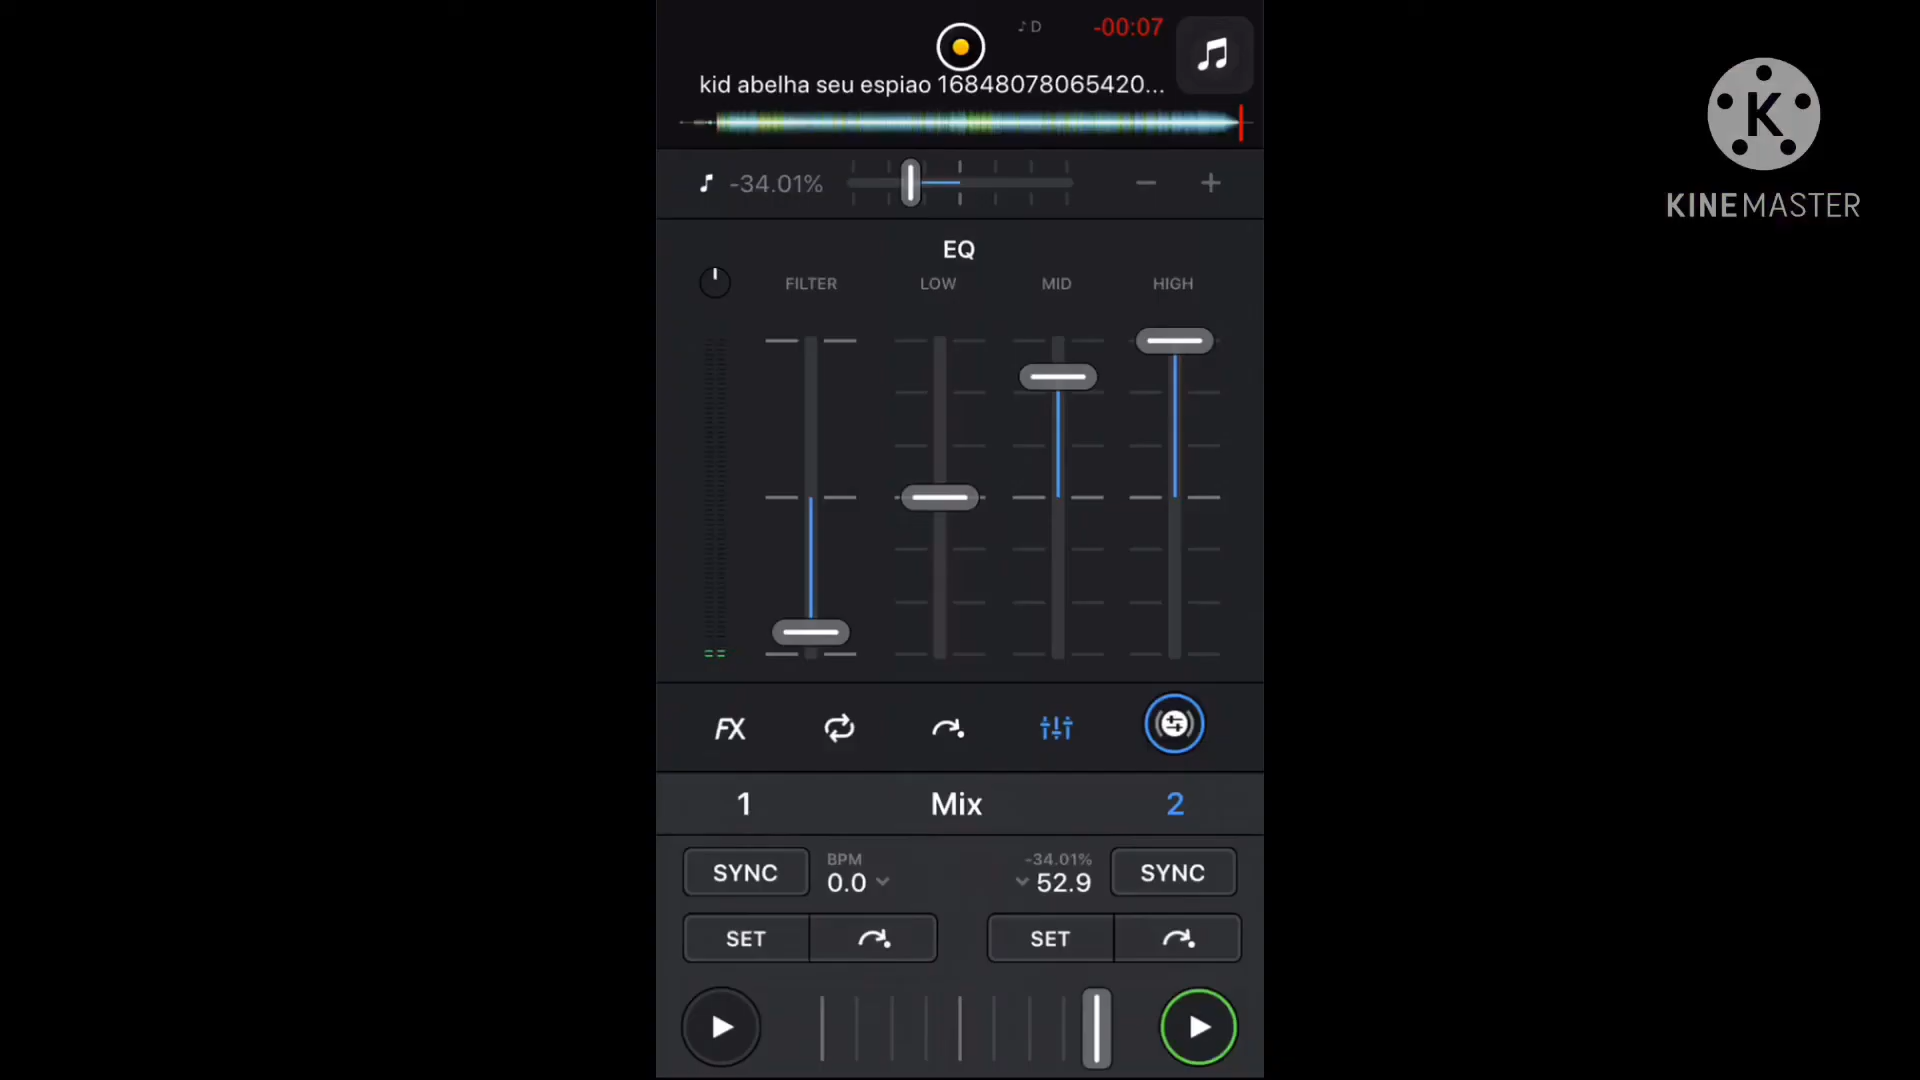 ♪ D
-00:07
kid abelha seu espiao 16848078065420...
K
KINEMASTER
-34.01%
EQ
FILTER LOW MID HIGH
FX
1 Mix 2
SYNC
BPM
0.0
-34.01%
52.9
SYNC
SET
SET